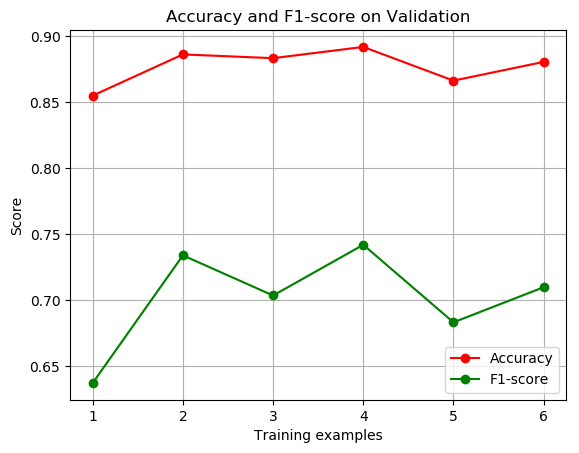 Accuracy and F1-score on Validation
0.90
0.85
0.80
0.75
0.70
0.65
Score
1 2 3 4 5 6
Training examples
Accuracy
F1-score